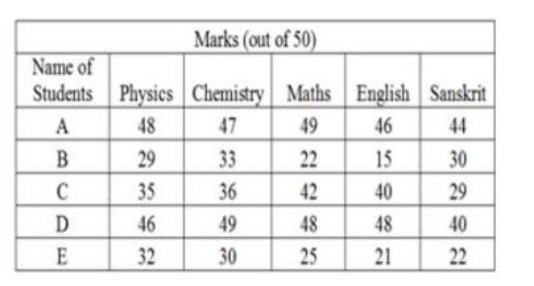 Marks (out of 50)
Name of
Students Physics Chemistry Maths English Sanskrit
A 48 47 49 46 44
B 29 33 22 15 30
C 35 36 42 40 29
D 46 49 48 48 40
E 32 30 25 21 22